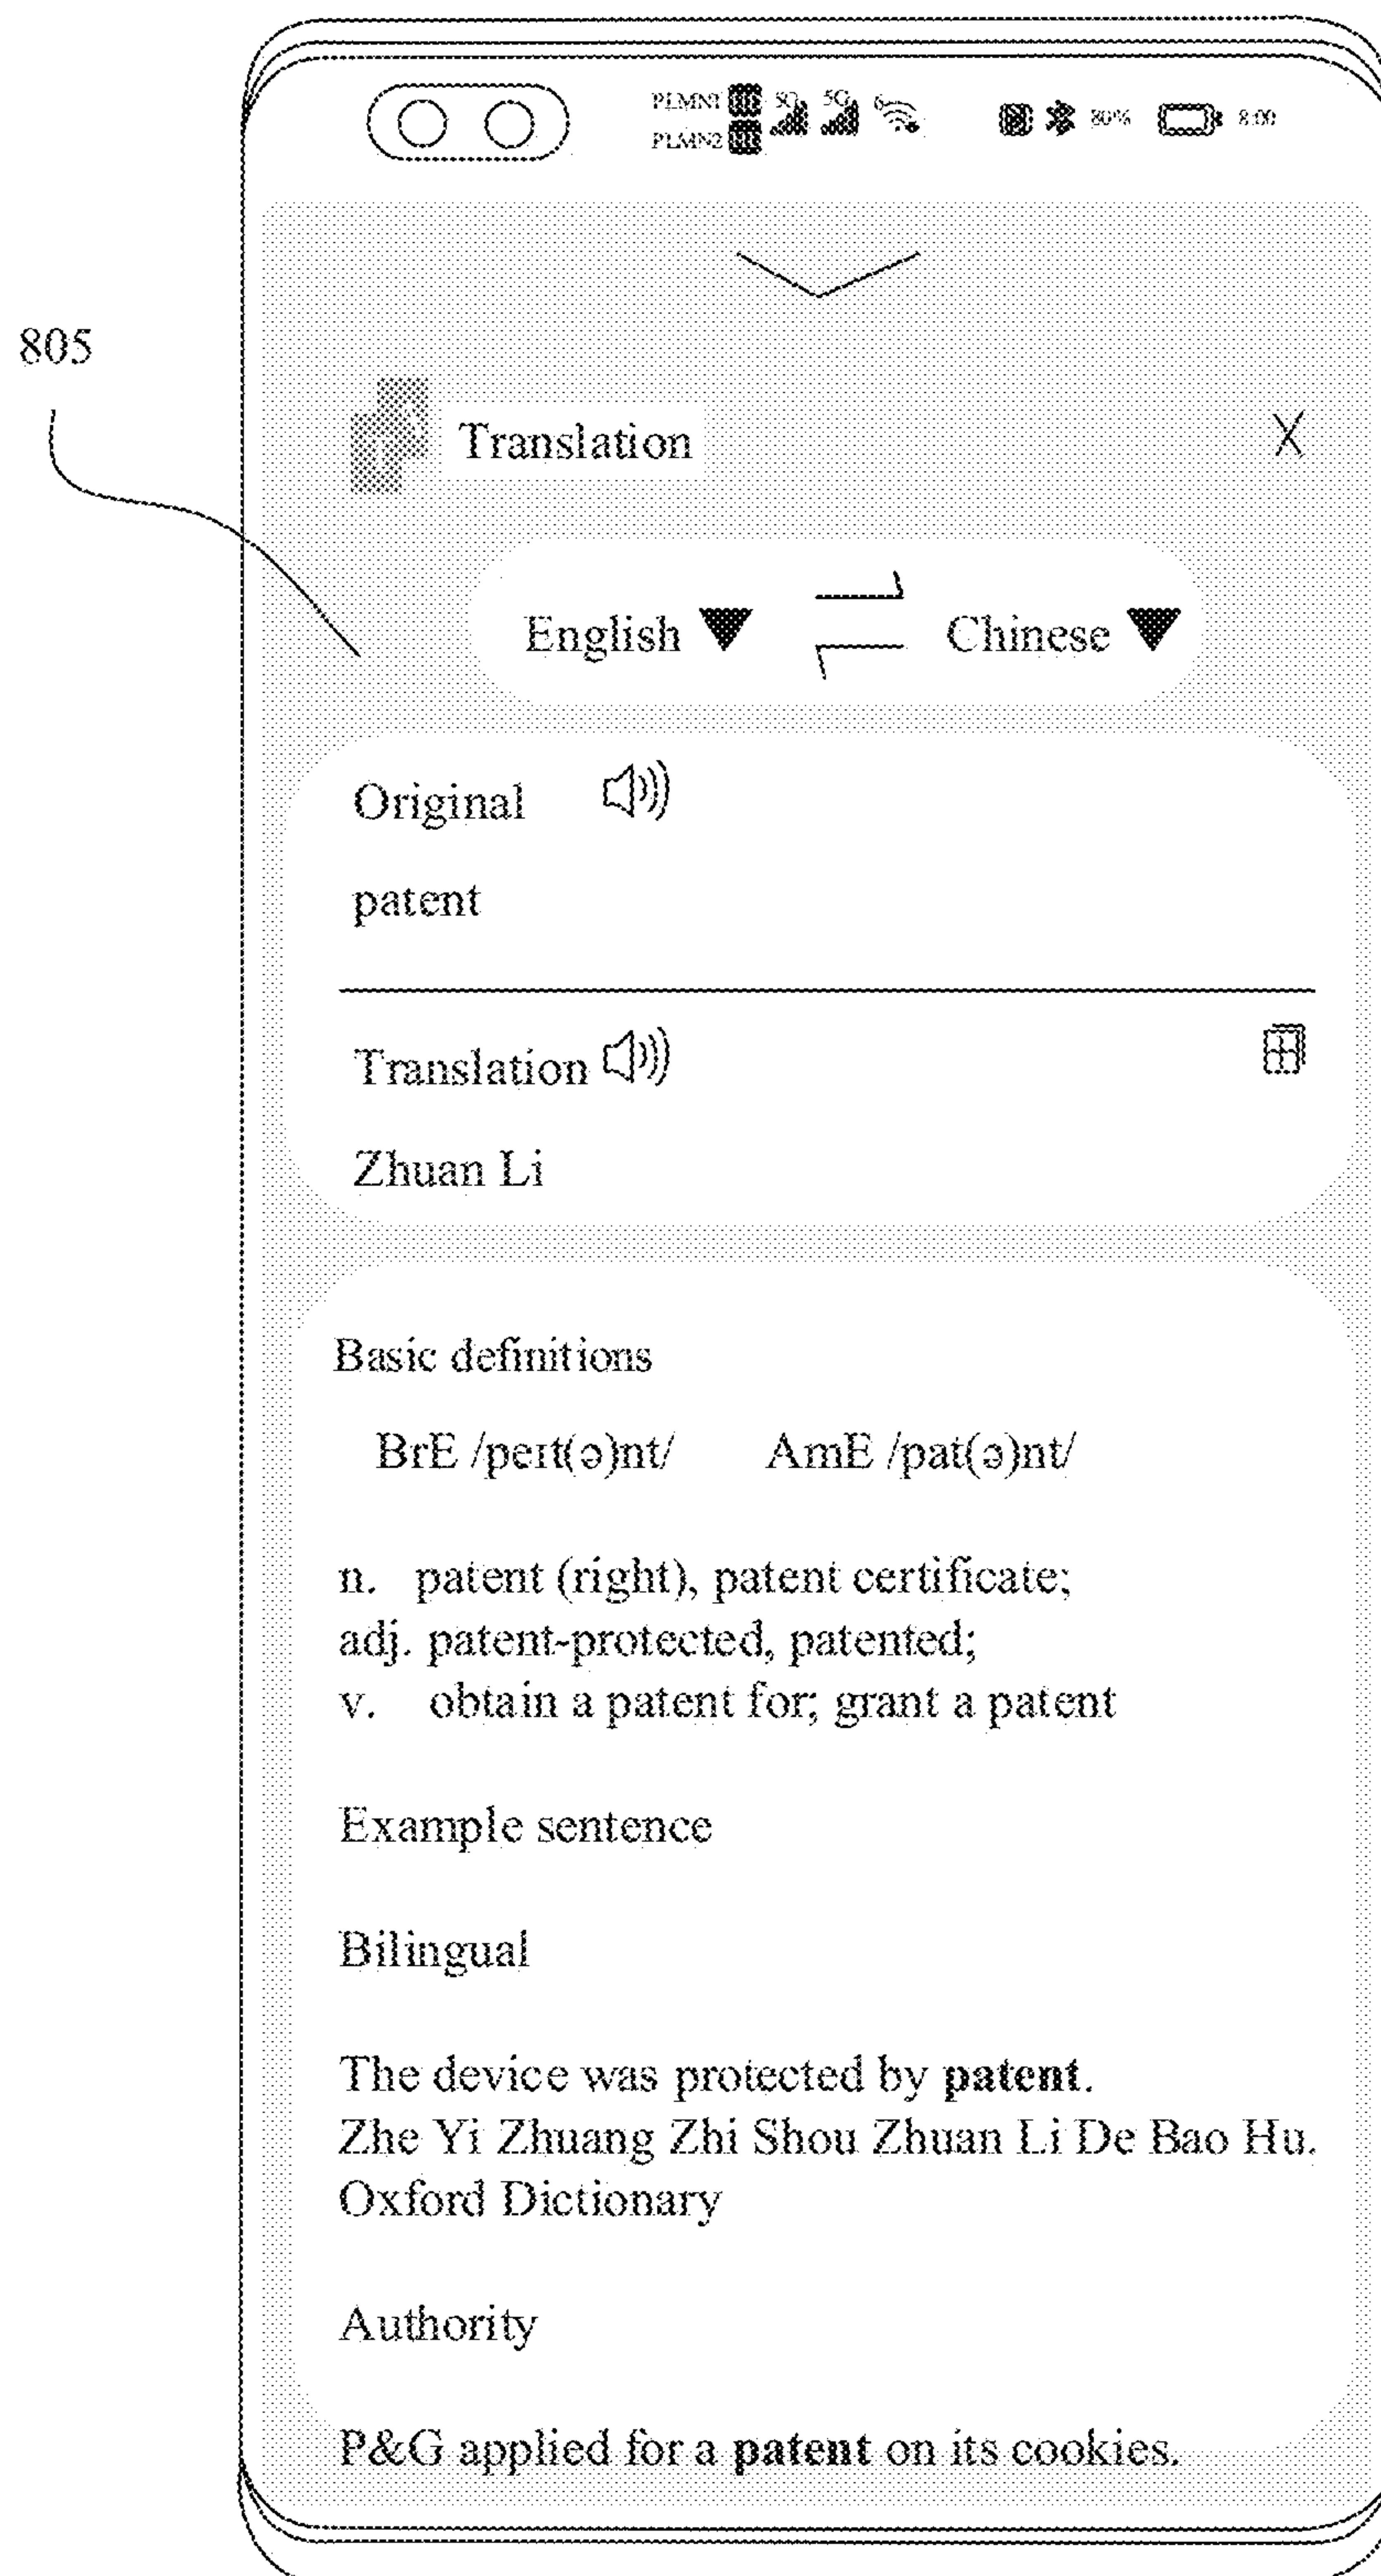 PLMN1 5G 5G 6 80% 8:00
PLMN2
805
Translation X
English Chinese
Original
patent
Translation
Zhuan Li
Basic definitions
BrE /peɪt(ə)nt/ AmE /pat(ə)nt/
n. patent (right), patent certificate;
adj. patent-protected, patented;
v. obtain a patent for; grant a patent
Example sentence
Bilingual
The device was protected by patent.
Zhe Yi Zhuang Zhi Shou Zhuan Li De Bao Hu.
Oxford Dictionary
Authority
P&G applied for a patent on its cookies.